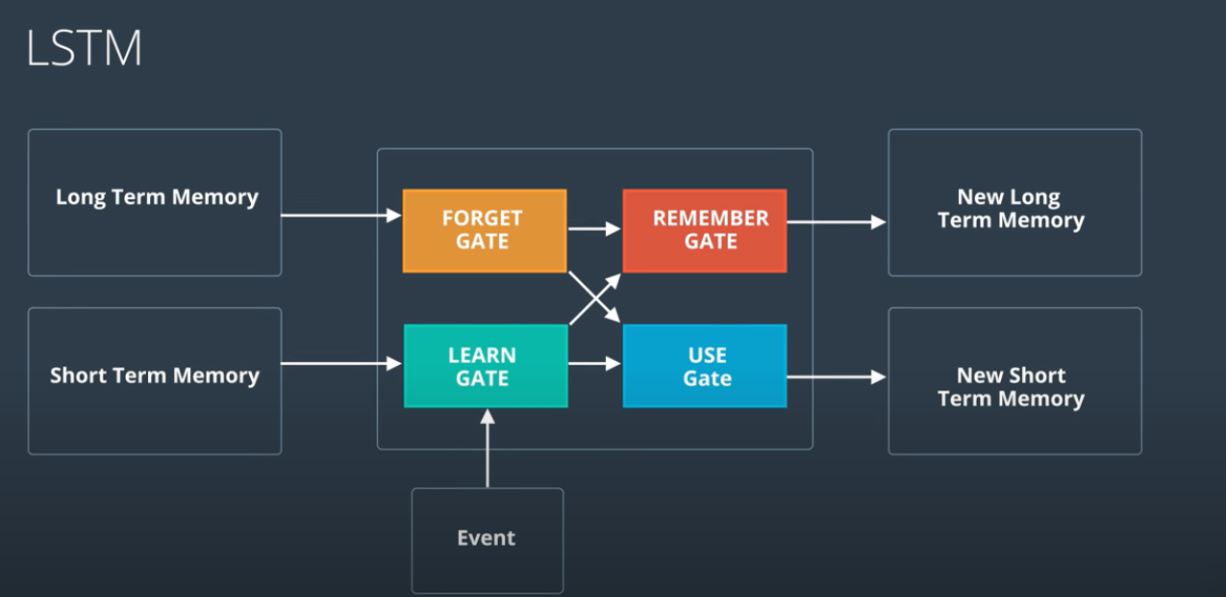 LSTM
Long Term Memory
FORGET
GATE
REMEMBER
GATE
New Long
Term Memory
Short Term Memory
LEARN
GATE
USE
Gate
New Short
Term Memory
Event